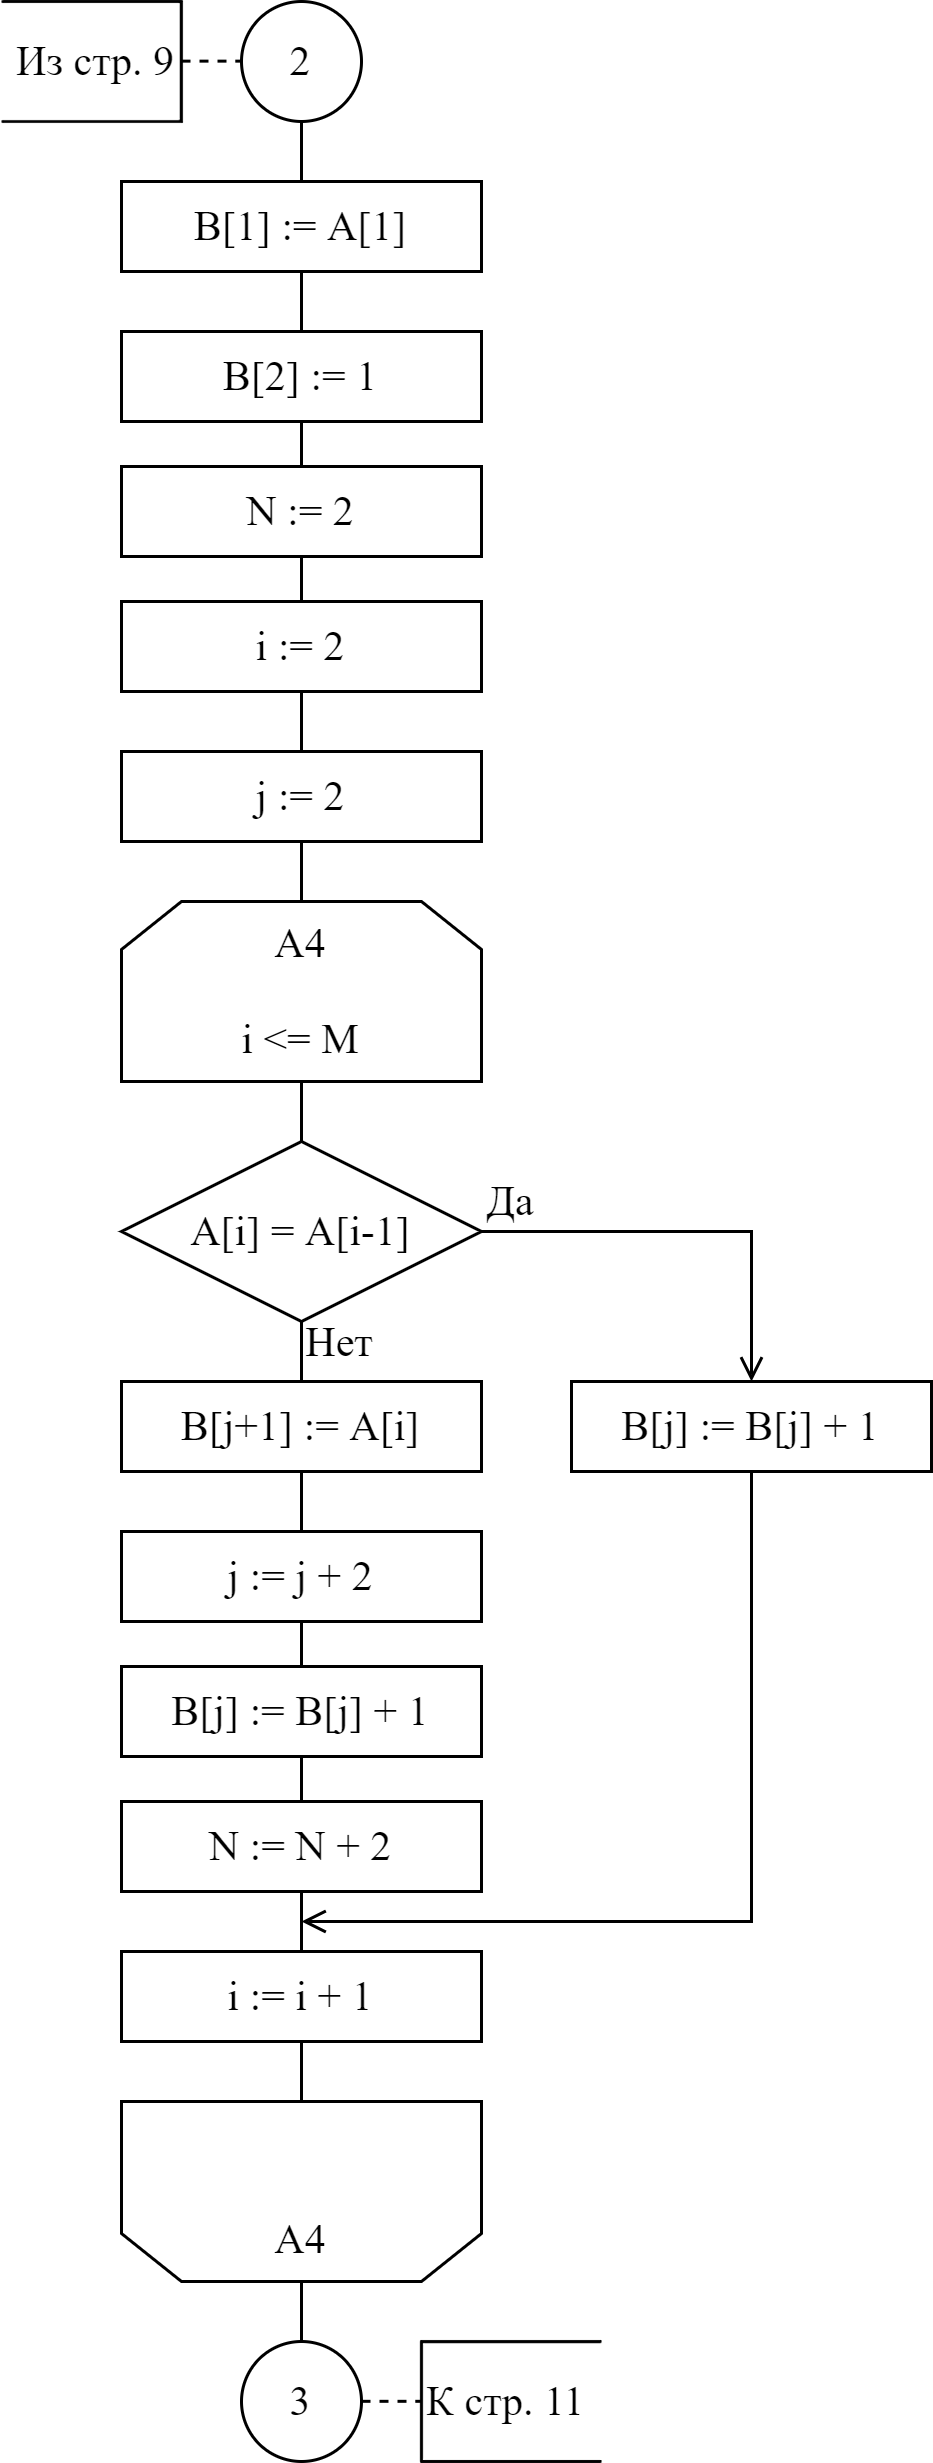 Из стр. 9
2
B[1] := A[1]
B[2] := 1
N := 2
i := 2
j := 2
A4
i <= M
A[i] = A[i-1]
Да
Нет
B[j+1] := A[i]
B[j] := B[j] + 1
j := j + 2
B[j] := B[j] + 1
N := N + 2
i := i + 1
A4
3
К стр. 11